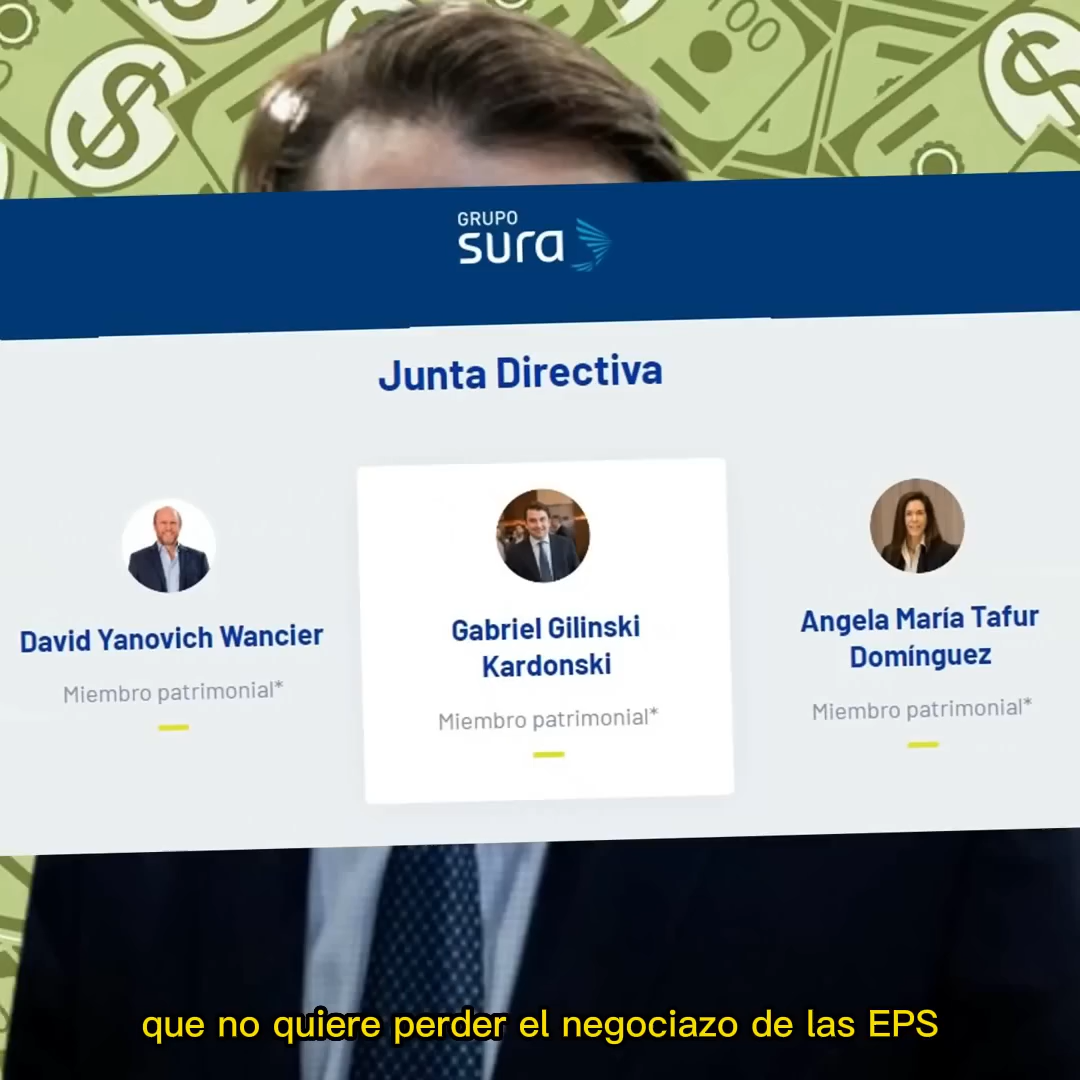 100
GRUPO
sura
Junta Directiva
David Yanovich Wancier
Miembro patrimonial*
Gabriel Gilinski
Kardonski
Miembro patrimonial*
Angela María Tafur
Domínguez
Miembro patrimonial*
que no quiere perder el negociazo de las EPS